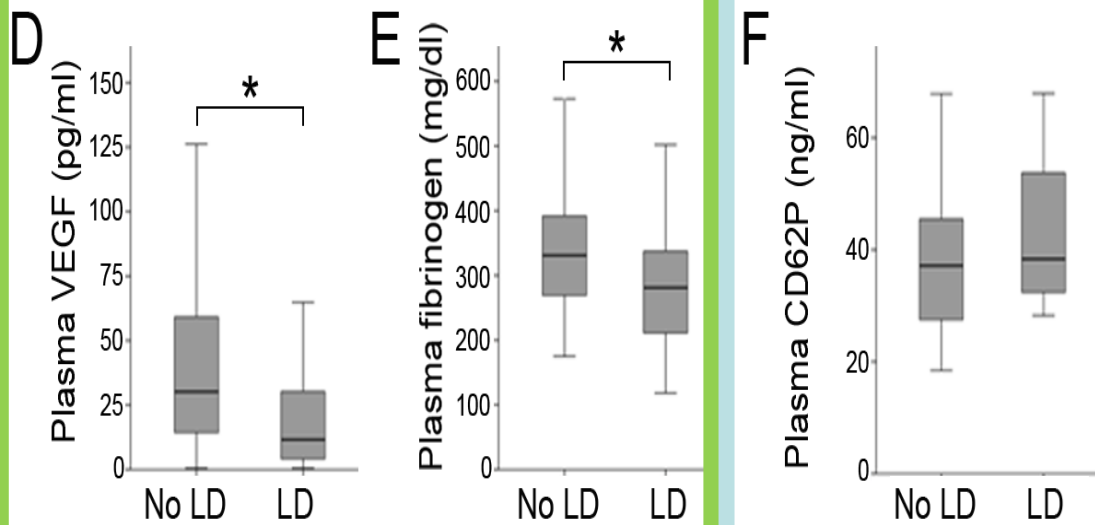 D
Plasma VEGF (pg/ml)
150
125
100
75
50
25
0
*
No LD
LD
E
Plasma fibrinogen (mg/dl)
600
500
400
300
200
100
0
*
No LD
LD
F
Plasma CD62P (ng/ml)
60
40
20
0
No LD
LD